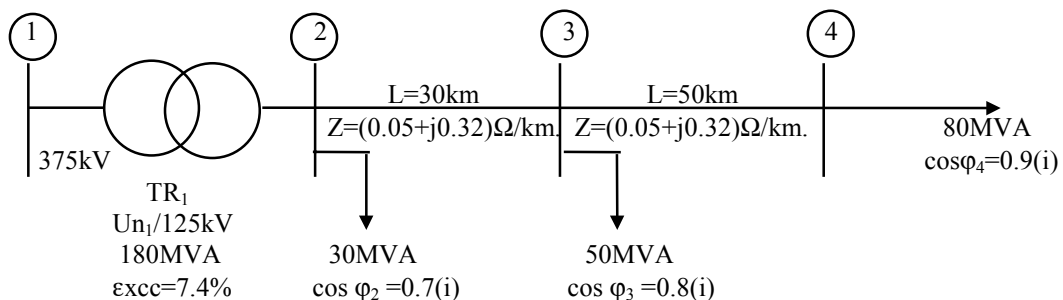 1
2
3
4
L=30km
L=50km
Z=(0.05+j0.32)Ω/km.
Z=(0.05+j0.32)Ω/km.
375kV
80MVA
cosφ₄=0.9(i)
TR₁
Un₁/125kV
180MVA
εxcc=7.4%
30MVA
cos φ₂ =0.7(i)
50MVA
cos φ₃ =0.8(i)